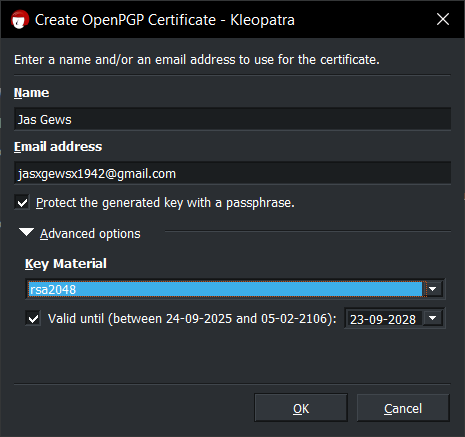 Create OpenPGP Certificate - Kleopatra
Enter a name and/or an email address to use for the certificate.
Name
Jas Gews
Email address
jasxgewsx1942@gmail.com
Protect the generated key with a passphrase.
Advanced options
Key Material
rsa2048
Valid until (between 24-09-2025 and 05-02-2106): 23-09-2028
OK Cancel